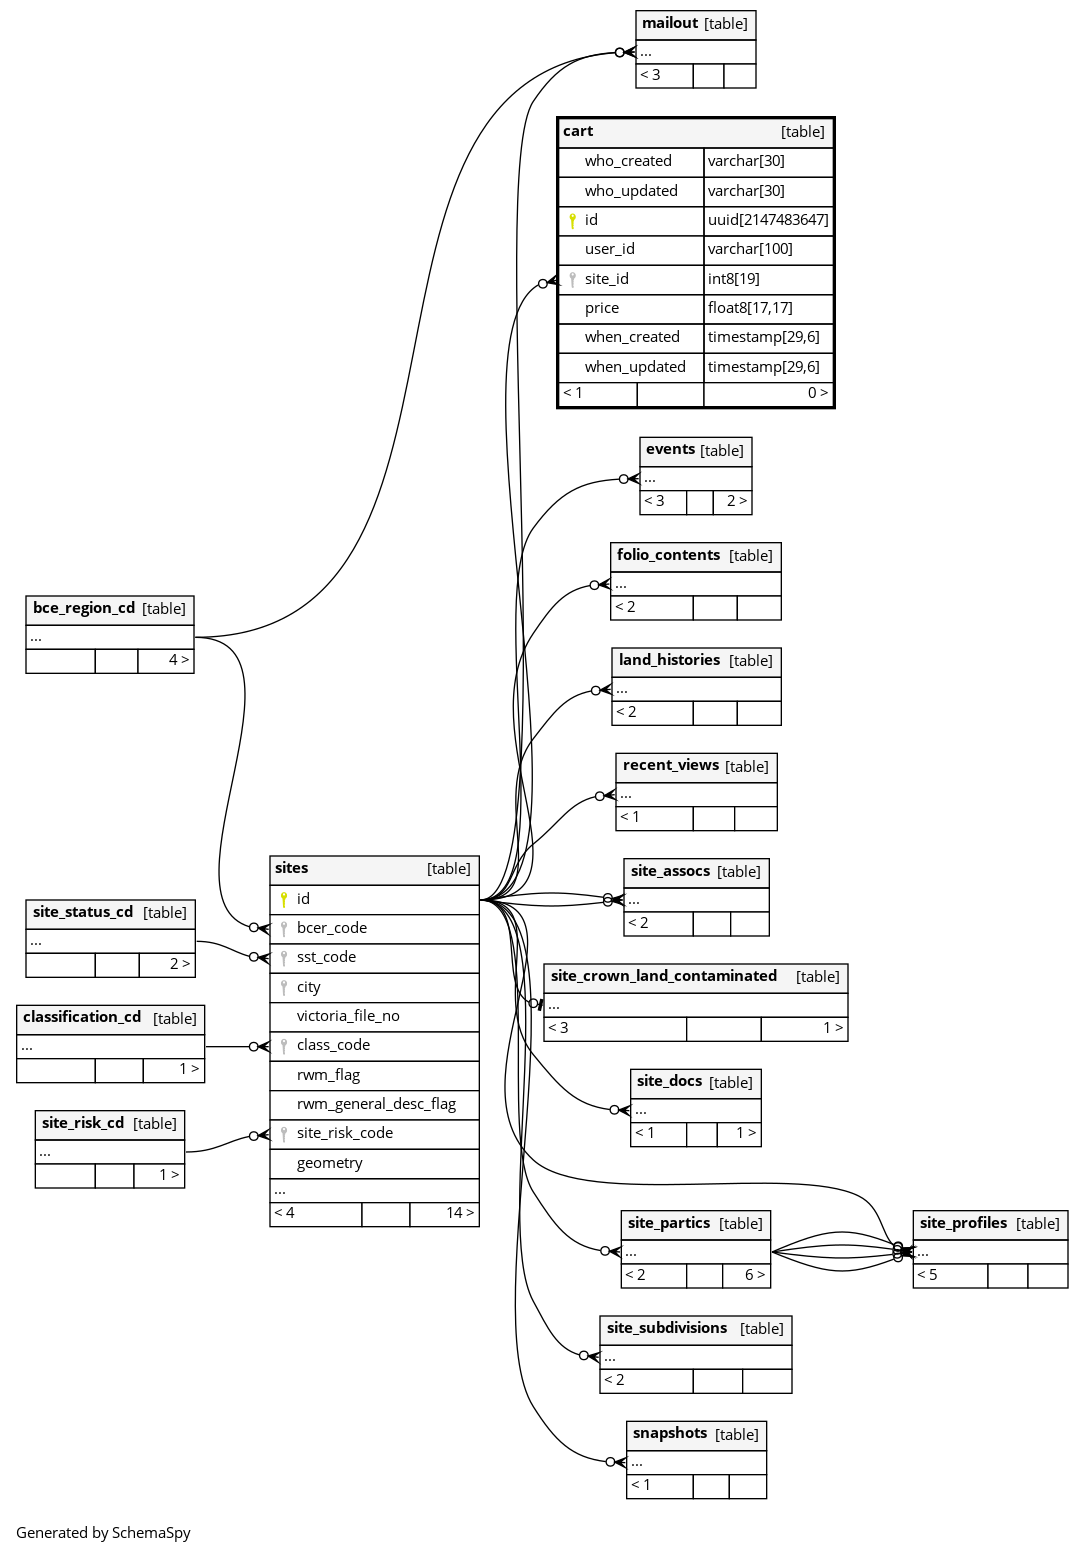 mailout [table]
...
< 3
cart [table]
who_created varchar[30]
who_updated varchar[30]
id uuid[2147483647]
user_id varchar[100]
site_id int8[19]
price float8[17,17]
when_created timestamp[29,6]
when_updated timestamp[29,6]
< 1 0 >
events [table]
...
< 3 2 >
folio_contents [table]
...
< 2
bce_region_cd [table]
...
4 >
land_histories [table]
...
< 2
recent_views [table]
...
< 1
sites [table]
id
bcer_code
sst_code
city
victoria_file_no
class_code
rwm_flag
rwm_general_desc_flag
site_risk_code
geometry
...
< 4 14 >
site_assocs [table]
...
< 2
site_status_cd [table]
...
2 >
site_crown_land_contaminated [table]
...
< 3 1 >
classification_cd [table]
...
1 >
site_docs [table]
...
< 1 1 >
site_risk_cd [table]
...
1 >
site_partics [table]
...
< 2 6 >
site_profiles [table]
...
< 5
site_subdivisions [table]
...
< 2
snapshots [table]
...
< 1
Generated by SchemaSpy